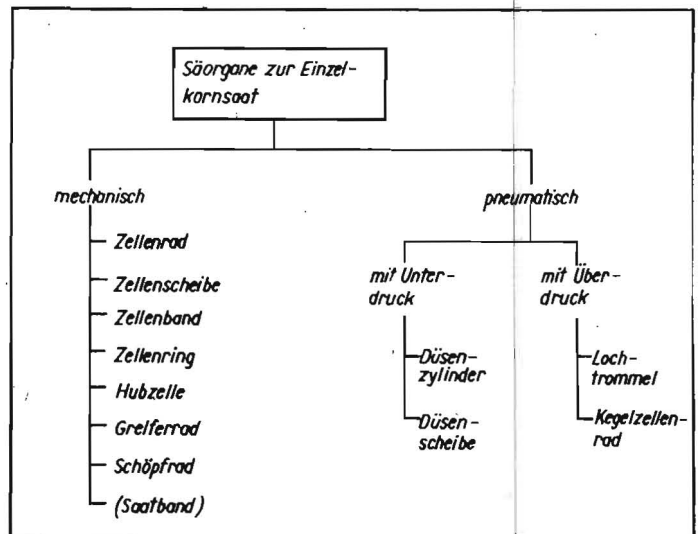 Säorgane zur Einzel-
kornsaat
mechanisch
Zellenrad
Zellenscheibe
Zellenband
Zellenring
Hubzelle
Greiferrad
Schöpfrad
(Saatband)
pneumatisch
mit Unter-
druck
Düsen-
zylinder
Düsen-
scheibe
mit Über-
druck
Loch-
trommel
Kegelzellen-
rad